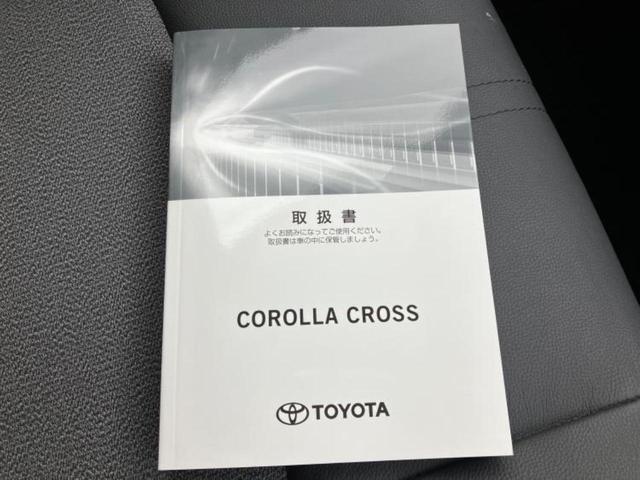 取扱書
よくお読みになってご使用ください。
取扱書は車の中に保管しましょう。
COROLLA CROSS
TOYOTA